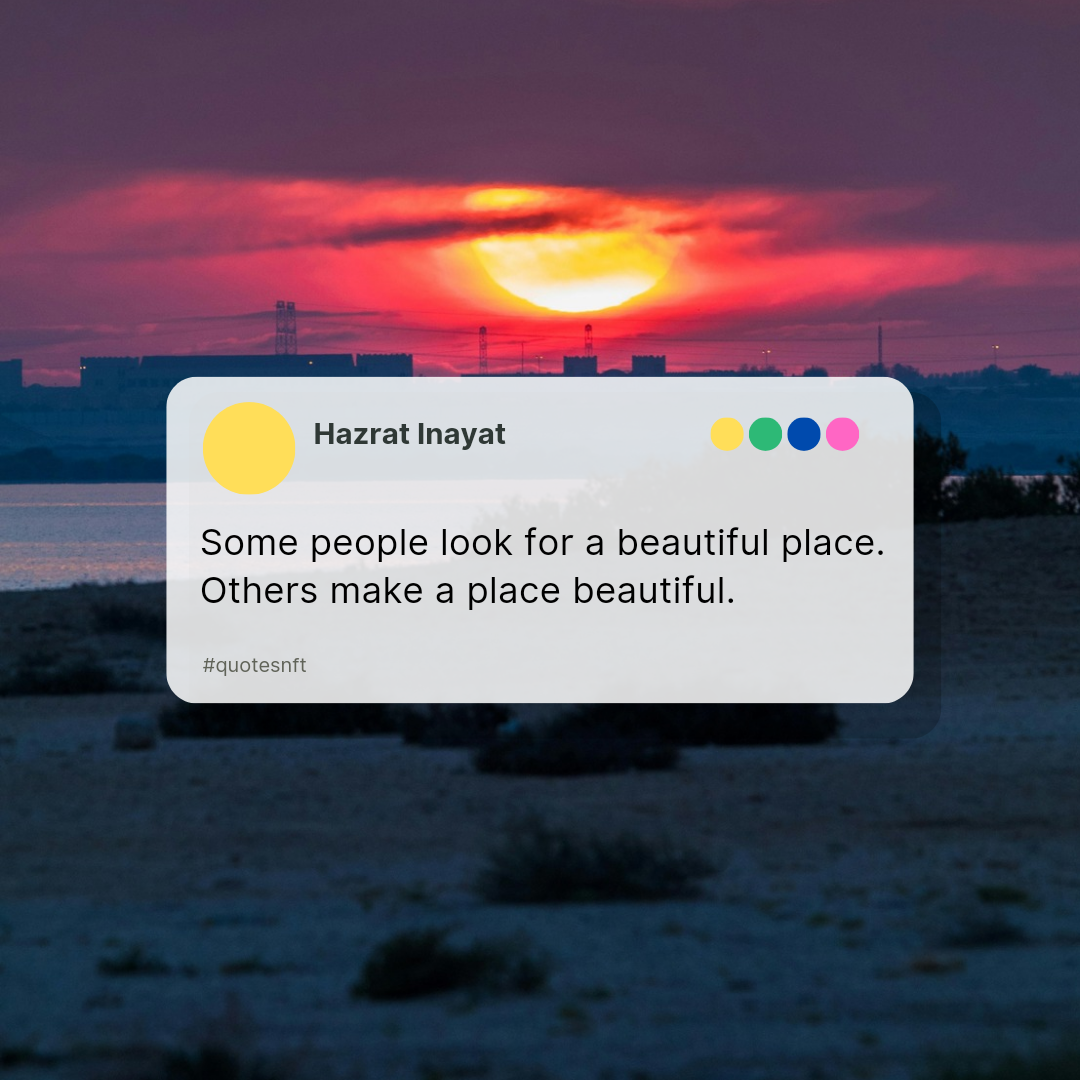 Hazrat Inayat
Some people look for a beautiful place.
Others make a place beautiful.
#quotesnft